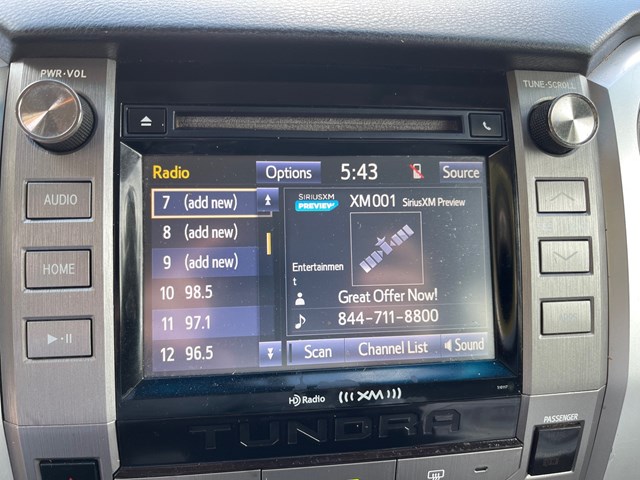 PWR·VOL
TUNE·SCROLL
AUDIO
HOME
Radio
Options
5:43
Source
7 (add new)
8 (add new)
9 (add new)
10 98.5
11 97.1
12 96.5
SIRIUSXM
PREVIEW
XM001 SiriusXM Preview
Entertainmen
t
Great Offer Now!
844-711-8800
Scan
Channel List
Sound
HD Radio
XM
TUNDRA
PASSENGER